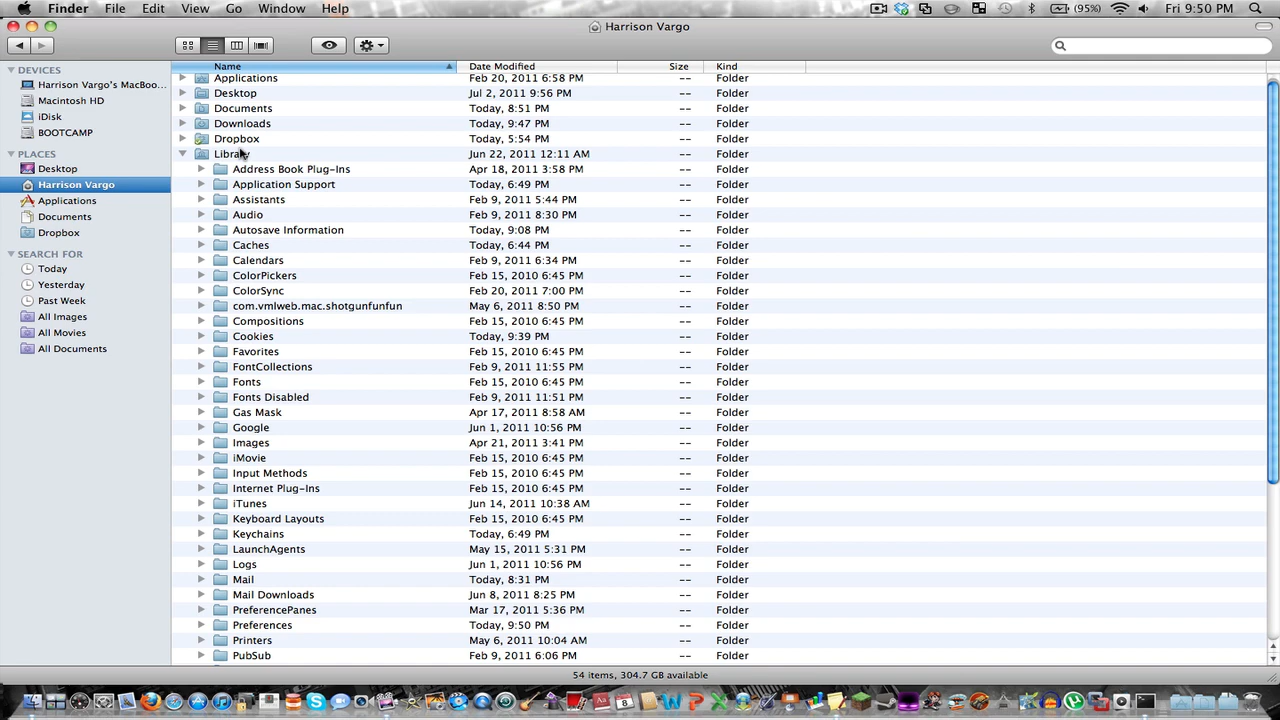 Finder File Edit View Go Window Help (95%) Fri 9:50 PM
Harrison Vargo
DEVICES
Harrison Vargo's MacBoo...
Macintosh HD
iDisk
BOOTCAMP
PLACES
Desktop
Harrison Vargo
Applications
Documents
Dropbox
SEARCH FOR
Today
Yesterday
Past Week
All Images
All Movies
All Documents
Name Date Modified Size Kind
Applications Feb 20, 2011 6:58 PM -- Folder
Desktop Jul 2, 2011 9:56 PM -- Folder
Documents Today, 8:51 PM -- Folder
Downloads Today, 9:47 PM -- Folder
Dropbox Today, 5:54 PM -- Folder
Library Jun 22, 2011 12:11 AM -- Folder
Address Book Plug-Ins Apr 18, 2011 3:58 PM -- Folder
Application Support Today, 6:49 PM -- Folder
Assistants Feb 9, 2011 5:44 PM -- Folder
Audio Feb 9, 2011 8:30 PM -- Folder
Autosave Information Today, 9:08 PM -- Folder
Caches Today, 6:44 PM -- Folder
Calendars Feb 9, 2011 6:34 PM -- Folder
ColorPickers Feb 15, 2010 6:45 PM -- Folder
ColorSync Feb 20, 2011 7:00 PM -- Folder
com.vmlweb.mac.shotgunfunfun May 6, 2011 8:50 PM -- Folder
Compositions Feb 15, 2010 6:45 PM -- Folder
Cookies Today, 9:39 PM -- Folder
Favorites Feb 15, 2010 6:45 PM -- Folder
FontCollections Feb 9, 2011 11:55 PM -- Folder
Fonts Feb 15, 2010 6:45 PM -- Folder
Fonts Disabled Feb 9, 2011 11:51 PM -- Folder
Gas Mask Apr 17, 2011 8:58 AM -- Folder
Google Jun 1, 2011 10:56 PM -- Folder
Images Apr 21, 2011 3:41 PM -- Folder
iMovie Feb 15, 2010 6:45 PM -- Folder
Input Methods Feb 15, 2010 6:45 PM -- Folder
Internet Plug-Ins Feb 15, 2010 6:45 PM -- Folder
iTunes Jun 14, 2011 10:38 AM -- Folder
Keyboard Layouts Feb 15, 2010 6:45 PM -- Folder
Keychains Today, 6:49 PM -- Folder
LaunchAgents May 15, 2011 5:31 PM -- Folder
Logs Jun 1, 2011 10:56 PM -- Folder
Mail Today, 8:31 PM -- Folder
Mail Downloads Jun 8, 2011 8:25 PM -- Folder
PreferencePanes Mar 17, 2011 5:36 PM -- Folder
Preferences Today, 9:50 PM -- Folder
Printers May 6, 2011 10:04 AM -- Folder
PubSub Feb 9, 2011 6:06 PM -- Folder
54 items, 304.7 GB available